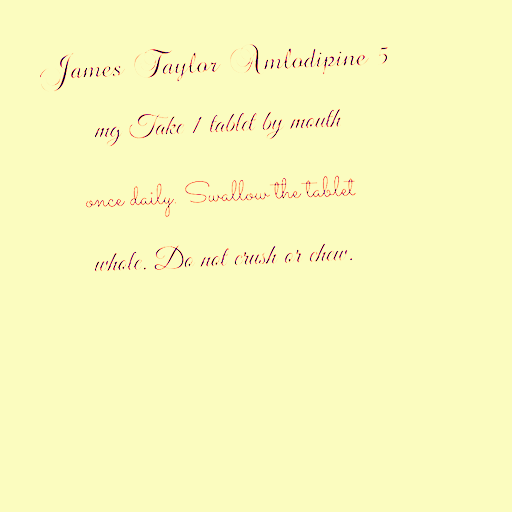 James Taylor Amlodipine 5
mg Take 1 tablet by mouth
once daily. Swallow the tablet
whole. Do not crush or chew.